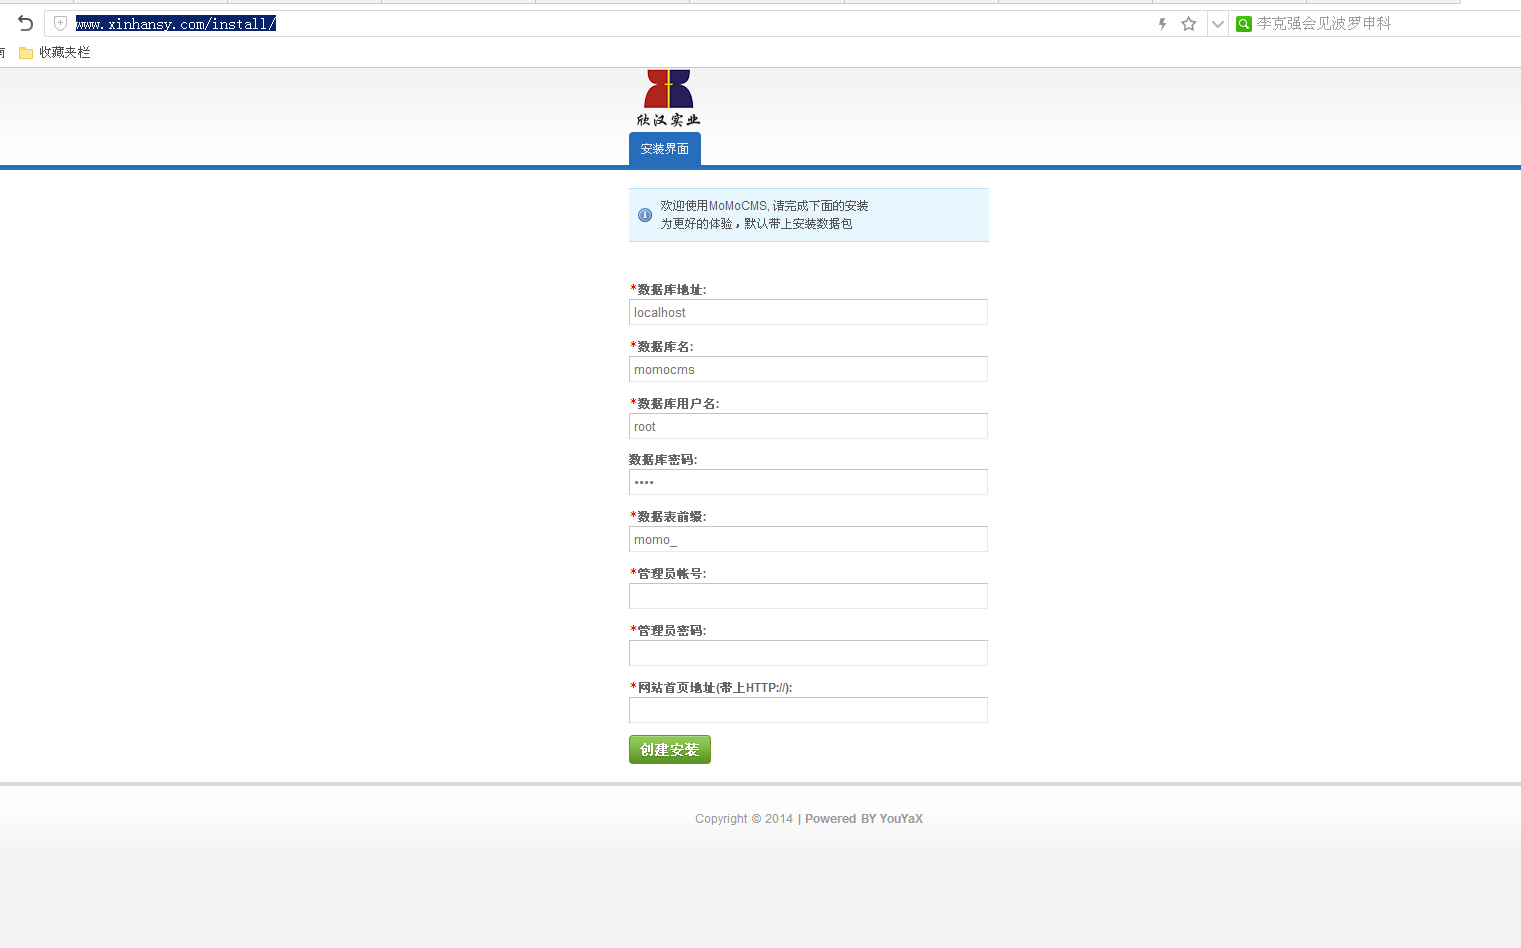 www.xinhansy.com/install/
李克强会见波罗申科
收藏夹栏
欣汉实业
安装界面
欢迎使用MoMoCMS, 请完成下面的安装
为更好的体验，默认带上安装数据包
*数据库地址:
localhost
*数据库名:
momocms
*数据库用户名:
root
数据库密码:
••••
*数据表前缀:
momo_
*管理员帐号:
*管理员密码:
*网站首页地址(带上HTTP://):
创建安装
Copyright © 2014 | Powered BY YouYaX